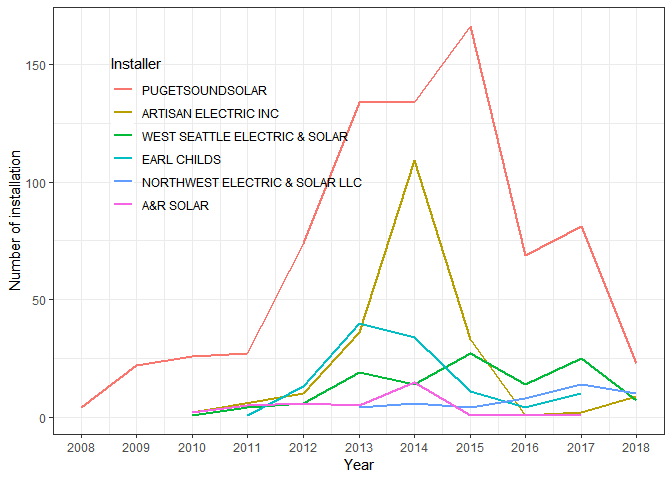 Installer
PUGETSOUNDSOLAR
ARTISAN ELECTRIC INC
WEST SEATTLE ELECTRIC & SOLAR
EARL CHILDS
NORTHWEST ELECTRIC & SOLAR LLC
A&R SOLAR
Number of installation
150
100
50
0
2008 2009 2010 2011 2012 2013 2014 2015 2016 2017 2018
Year